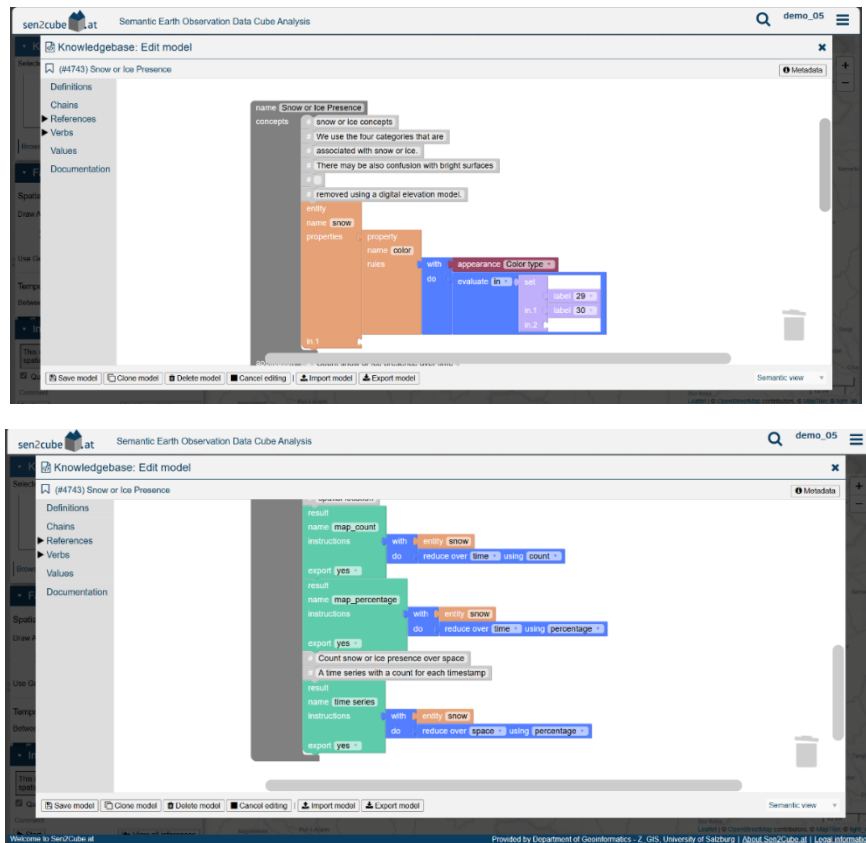 sen2cube.at Semantic Earth Observation Data Cube Analysis demo_05
Knowledgebase: Edit model
(#4743) Snow or Ice Presence Metadata
Definitions
Chains
References
Verbs
Values
Documentation
name Snow or Ice Presence
concepts snow or ice concepts
We use the four categories that are
associated with snow or ice.
There may be also confusion with bright surfaces
removed using a digital elevation model.
entity
name snow
properties property
name color
rules with appearance Color type
do evaluate in set
label 29
in.1 label 30
in.2
in.1
Save model Clone model Delete model Cancel editing Import model Export model Semantic view
sen2cube.at Semantic Earth Observation Data Cube Analysis demo_05
Knowledgebase: Edit model
(#4743) Snow or Ice Presence Metadata
Definitions
Chains
References
Verbs
Values
Documentation
spatial location
result
name map_count
instructions with entity snow
do reduce over time using count
export yes
result
name map_percentage
instructions with entity snow
do reduce over time using percentage
export yes
Count snow or ice presence over space
A time series with a count for each timestamp
result
name time series
instructions with entity snow
do reduce over space using percentage
export yes
Save model Clone model Delete model Cancel editing Import model Export model Semantic view
Welcome to Sen2Cube.at Provided by Department of Geoinformatics - Z_GIS, University of Salzburg | About Sen2Cube.at | Legal informatio